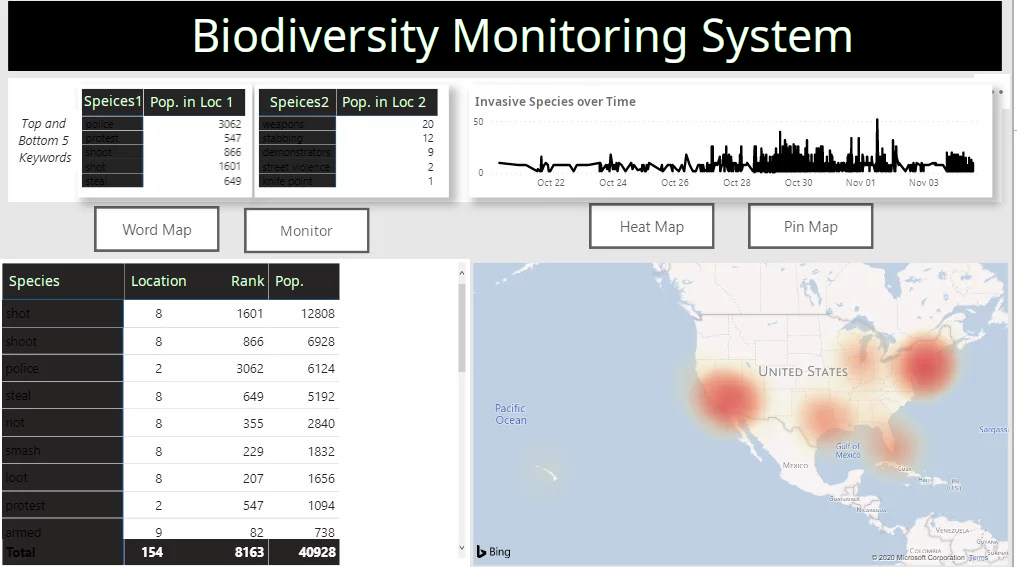 Biodiversity Monitoring System
Top and
Bottom 5
Keywords
Speices1 Pop. in Loc 1
police 3062
protest 547
shoot 866
shot 1601
steal 649
Speices2 Pop. in Loc 2
weapons 20
stabbing 12
demonstrators 9
street violence 2
knife point 1
Invasive Species over Time
50
0
Oct 22 Oct 24 Oct 26 Oct 28 Oct 30 Nov 01 Nov 03
Word Map
Monitor
Heat Map
Pin Map
Species Location Rank Pop.
shot 8 1601 12808
shoot 8 866 6928
police 2 3062 6124
steal 8 649 5192
riot 8 355 2840
smash 8 229 1832
loot 8 207 1656
protest 2 547 1094
armed 9 82 738
Total 154 8163 40928
UNITED STATES
Pacific
Ocean
Sargass
Gulf of
Mexico
MEXICO
CUBA
GUATEMALA
NICARAGUA
VENEZUELA
GUYANA
COLOMBIA
Bing
© 2020 Microsoft Corporation Terms